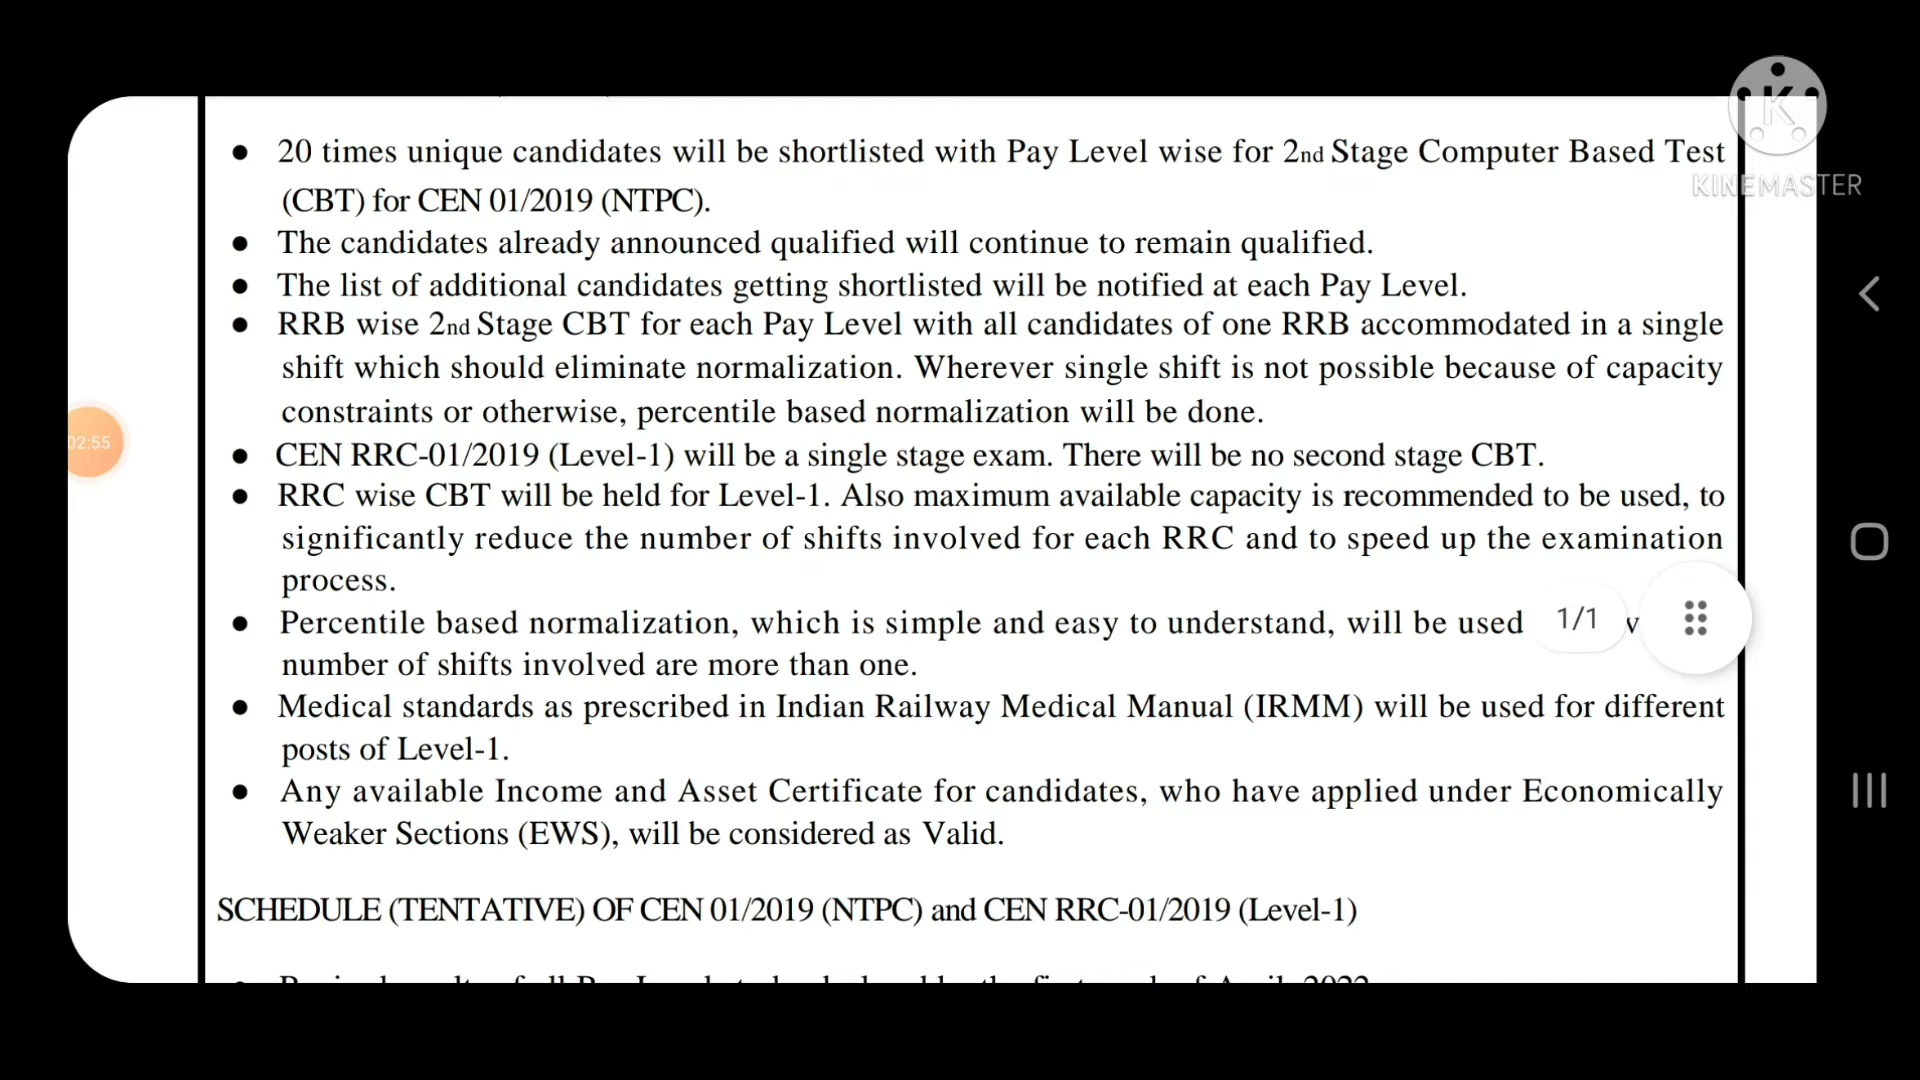 ● 20 times unique candidates will be shortlisted with Pay Level wise for 2nd Stage Computer Based Test
(CBT) for CEN 01/2019 (NTPC).
● The candidates already announced qualified will continue to remain qualified.
● The list of additional candidates getting shortlisted will be notified at each Pay Level.
● RRB wise 2nd Stage CBT for each Pay Level with all candidates of one RRB accommodated in a single
shift which should eliminate normalization. Wherever single shift is not possible because of capacity
constraints or otherwise, percentile based normalization will be done.
● CEN RRC-01/2019 (Level-1) will be a single stage exam. There will be no second stage CBT.
● RRC wise CBT will be held for Level-1. Also maximum available capacity is recommended to be used, to
significantly reduce the number of shifts involved for each RRC and to speed up the examination
process.
● Percentile based normalization, which is simple and easy to understand, will be used
number of shifts involved are more than one.
● Medical standards as prescribed in Indian Railway Medical Manual (IRMM) will be used for different
posts of Level-1.
● Any available Income and Asset Certificate for candidates, who have applied under Economically
Weaker Sections (EWS), will be considered as Valid.
SCHEDULE (TENTATIVE) OF CEN 01/2019 (NTPC) and CEN RRC-01/2019 (Level-1)
K
KINEMASTER
02:55
1/1